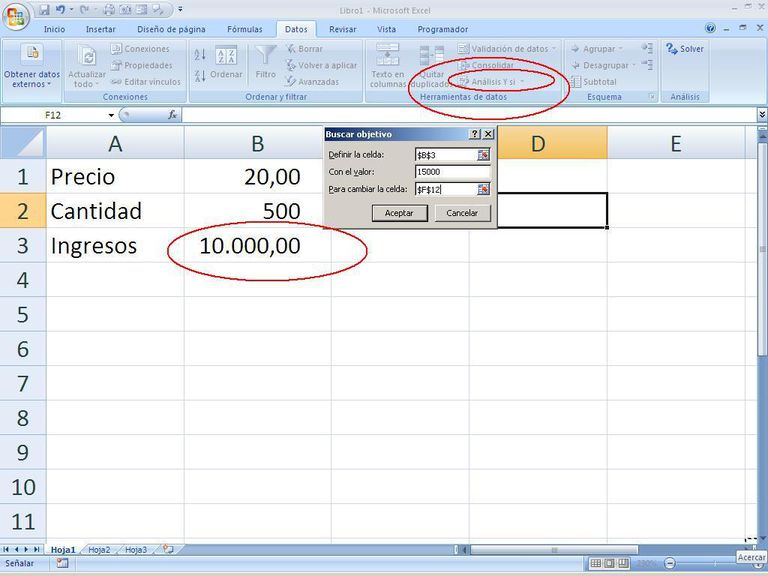 Libro1 - Microsoft Excel
Inicio Insertar Diseño de página Fórmulas Datos Revisar Vista Programador
Obtener datos externos
Actualizar todo
Conexiones
Propiedades
Editar vínculos
Conexiones
Ordenar
Filtro
Borrar
Volver a aplicar
Avanzadas
Ordenar y filtrar
Texto en columnas
Quitar duplicados
Validación de datos
Consolidar
Análisis Y si
Herramientas de datos
Agrupar
Desagrupar
Subtotal
Esquema
Solver
Análisis
F12 fx
A B D E
1 Precio 20,00
2 Cantidad 500
3 Ingresos 10.000,00
4
5
6
7
8
9
10
11
Buscar objetivo
Definir la celda: $B$3
Con el valor: 15000
Para cambiar la celda: $F$12
Aceptar Cancelar
Hoja1 Hoja2 Hoja3
Señalar
Acercar